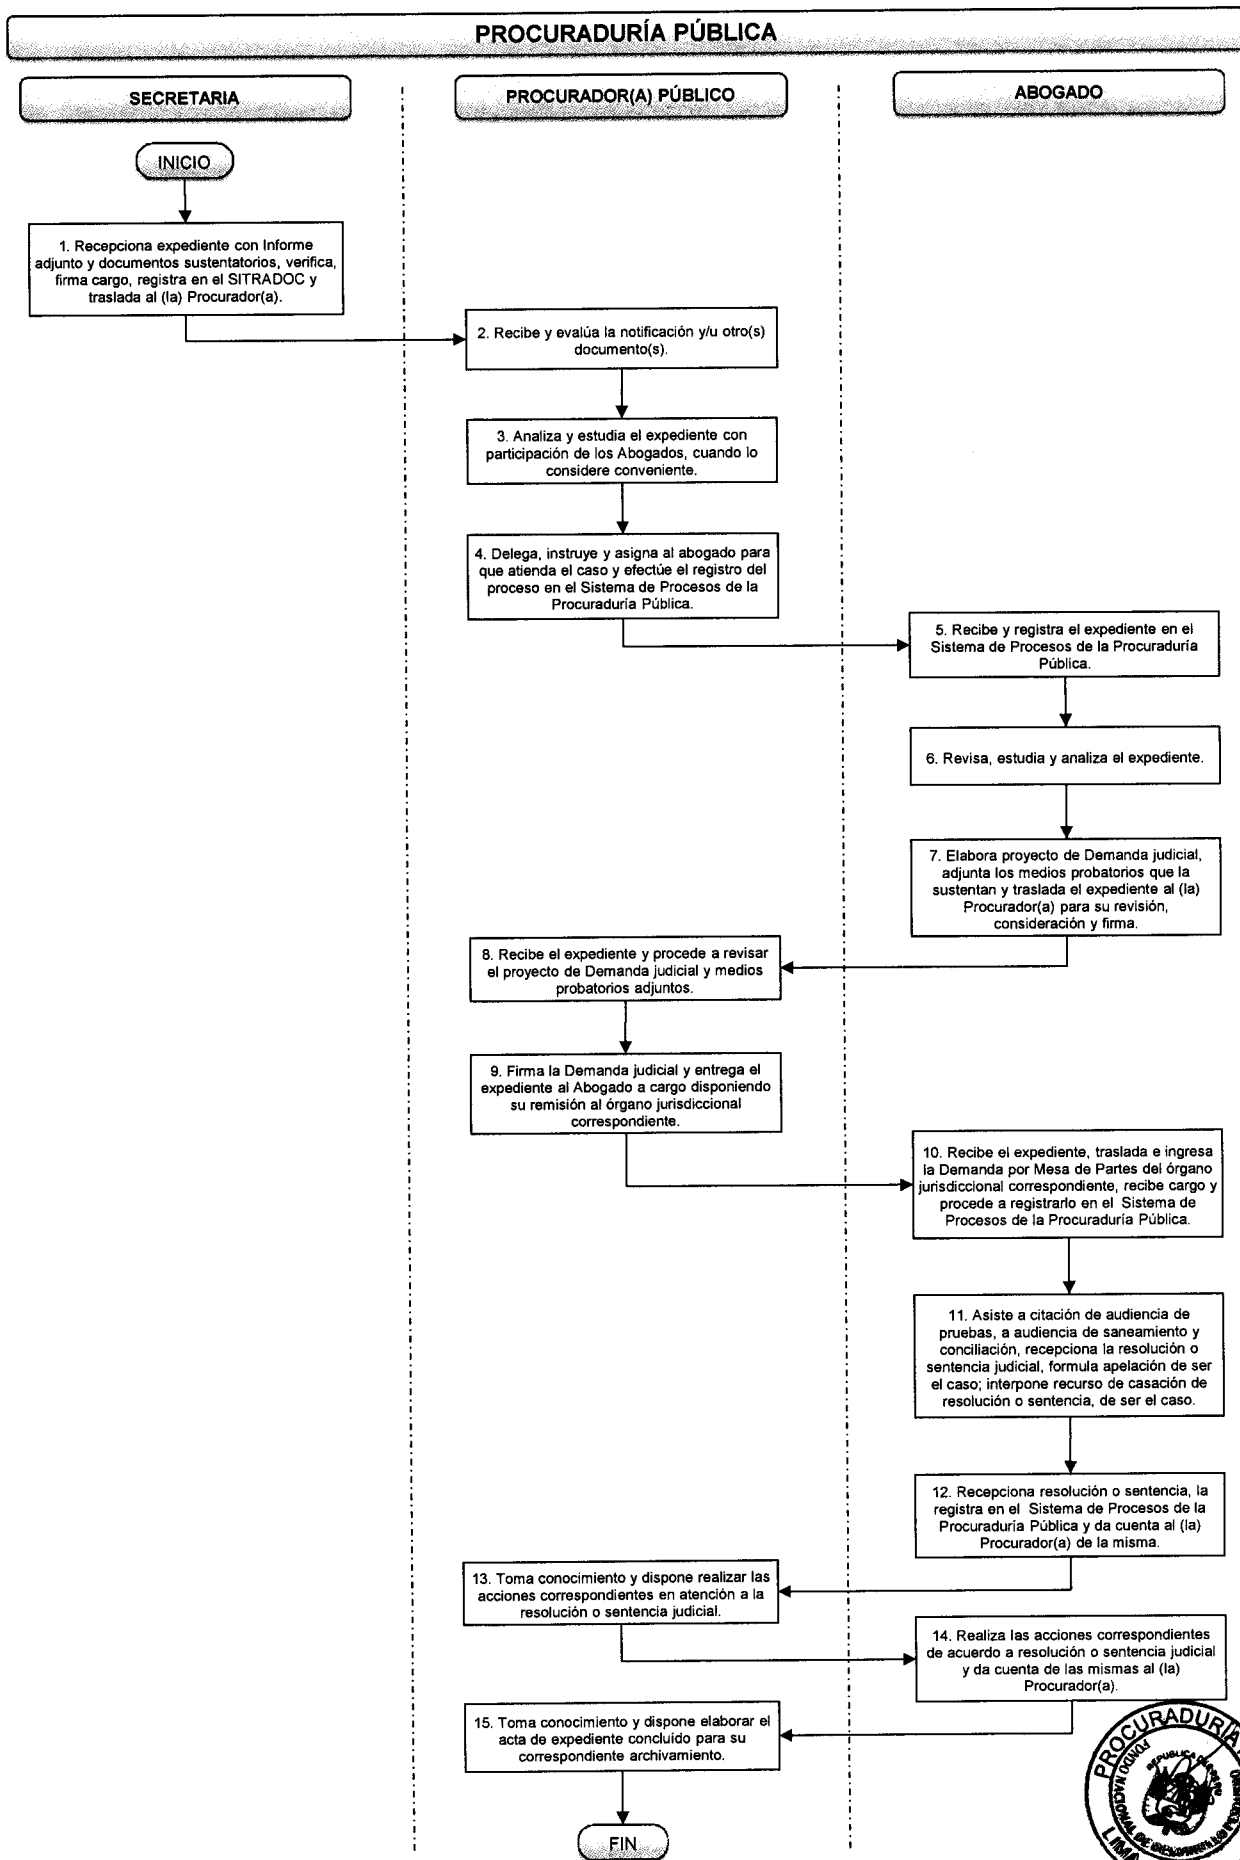 PROCURADURÍA PÚBLICA
SECRETARIA
PROCURADOR(A) PÚBLICO
ABOGADO
INICIO
1. Recepciona expediente con Informe
adjunto y documentos sustentatorios, verifica,
firma cargo, registra en el SITRADOC y
traslada al (la) Procurador(a).
2. Recibe y evalúa la notificación y/u otro(s)
documento(s).
3. Analiza y estudia el expediente con
participación de los Abogados, cuando lo
considere conveniente.
4. Delega, instruye y asigna al abogado para
que atienda el caso y efectúe el registro del
proceso en el Sistema de Procesos de la
Procuraduría Pública.
5. Recibe y registra el expediente en el
Sistema de Procesos de la Procuraduría
Pública.
6. Revisa, estudia y analiza el expediente.
7. Elabora proyecto de Demanda judicial,
adjunta los medios probatorios que la
sustentan y traslada el expediente al (la)
Procurador(a) para su revisión,
consideración y firma.
8. Recibe el expediente y procede a revisar
el proyecto de Demanda judicial y medios
probatorios adjuntos.
9. Firma la Demanda judicial y entrega el
expediente al Abogado a cargo disponiendo
su remisión al órgano jurisdiccional
correspondiente.
10. Recibe el expediente, traslada e ingresa
la Demanda por Mesa de Partes del órgano
jurisdiccional correspondiente, recibe cargo y
procede a registrarlo en el Sistema de
Procesos de la Procuraduría Pública.
11. Asiste a citación de audiencia de
pruebas, a audiencia de saneamiento y
conciliación, recepciona la resolución o
sentencia judicial, formula apelación de ser
el caso; interpone recurso de casación de
resolución o sentencia, de ser el caso.
12. Recepciona resolución o sentencia, la
registra en el Sistema de Procesos de la
Procuraduría Pública y da cuenta al (la)
Procurador(a) de la misma.
13. Toma conocimiento y dispone realizar las
acciones correspondientes en atención a la
resolución o sentencia judicial.
14. Realiza las acciones correspondientes
de acuerdo a resolución o sentencia judicial
y da cuenta de las mismas al (la)
Procurador(a).
15. Toma conocimiento y dispone elaborar el
acta de expediente concluido para su
correspondiente archivamiento.
FIN
PROCURADURÍA
FONDO NACIONAL DE
REPUBLICA DEL PERU
LIMA